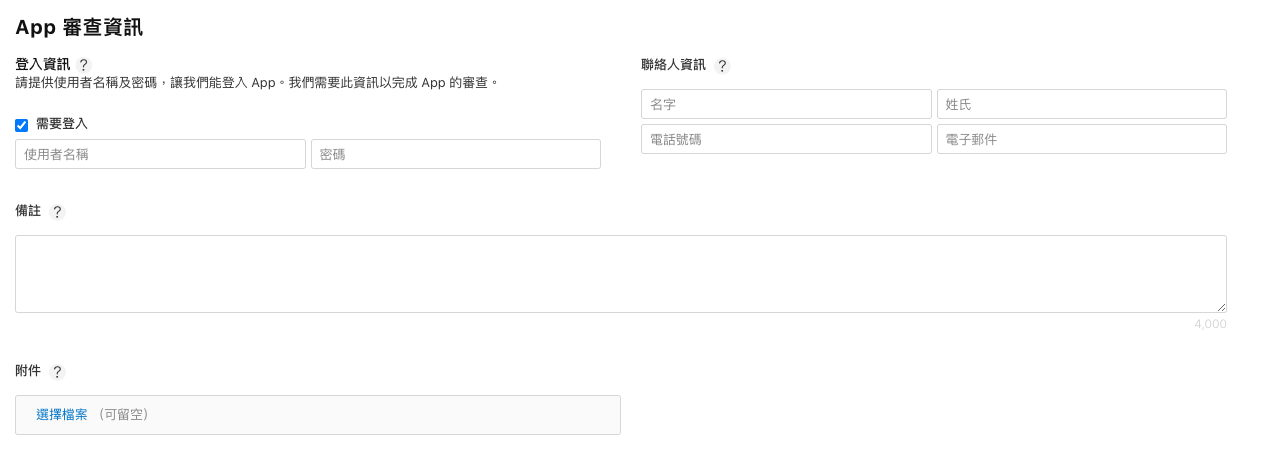 App 審查資訊
登入資訊 ?
請提供使用者名稱及密碼，讓我們能登入 App。我們需要此資訊以完成 App 的審查。
需要登入
使用者名稱
密碼
聯絡人資訊 ?
名字
姓氏
電話號碼
電子郵件
備註 ?
4,000
附件 ?
選擇檔案 （可留空）